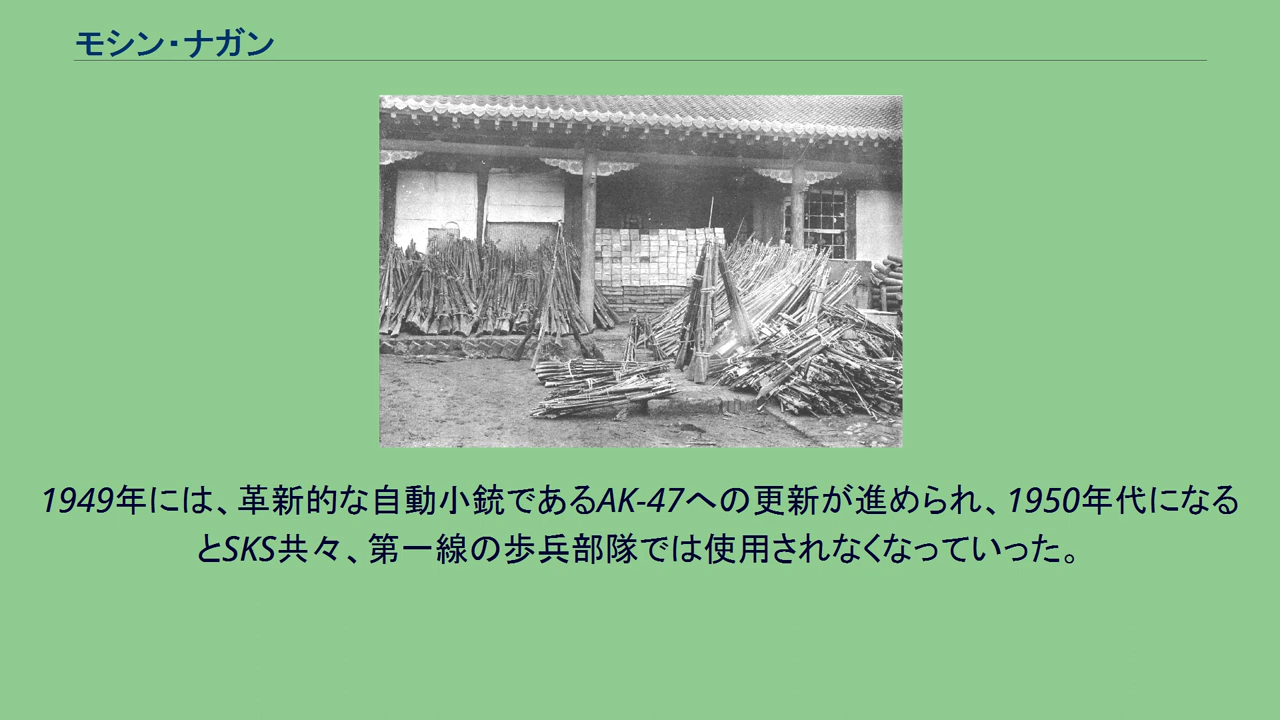 モシン・ナガン
1949年には、革新的な自動小銃であるAK-47への更新が進められ、1950年代になる
とSKS共々、第一線の歩兵部隊では使用されなくなっていった。